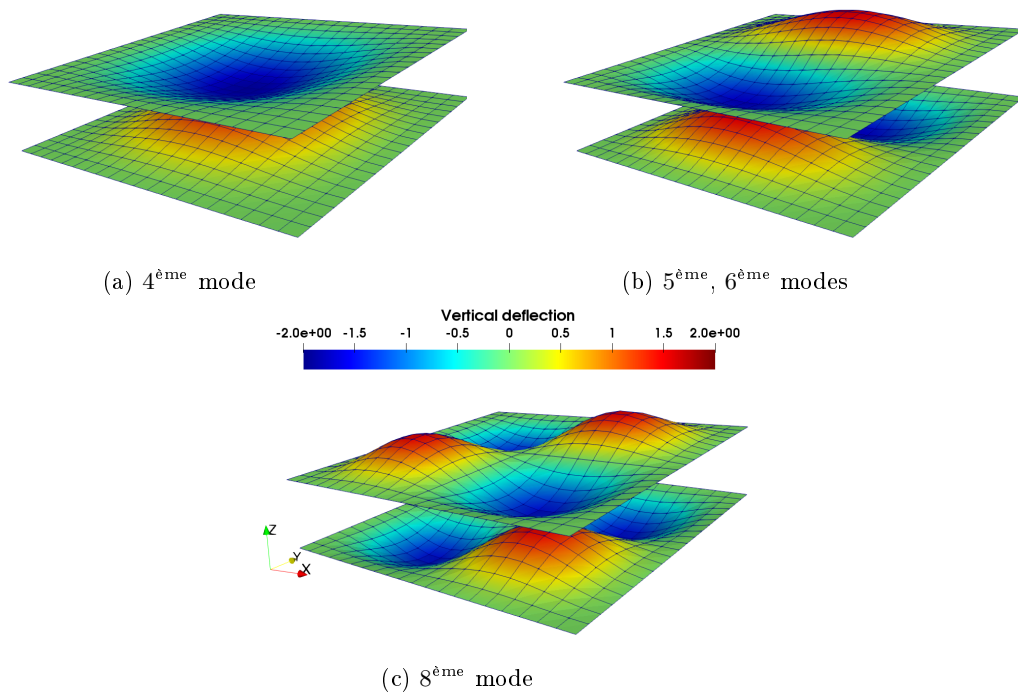 (a) 4ème mode
(b) 5ème, 6ème modes
Vertical deflection
-2.0e+00 -1.5 -1 -0.5 0 0.5 1 1.5 2.0e+00
Z
Y
X
(c) 8ème mode